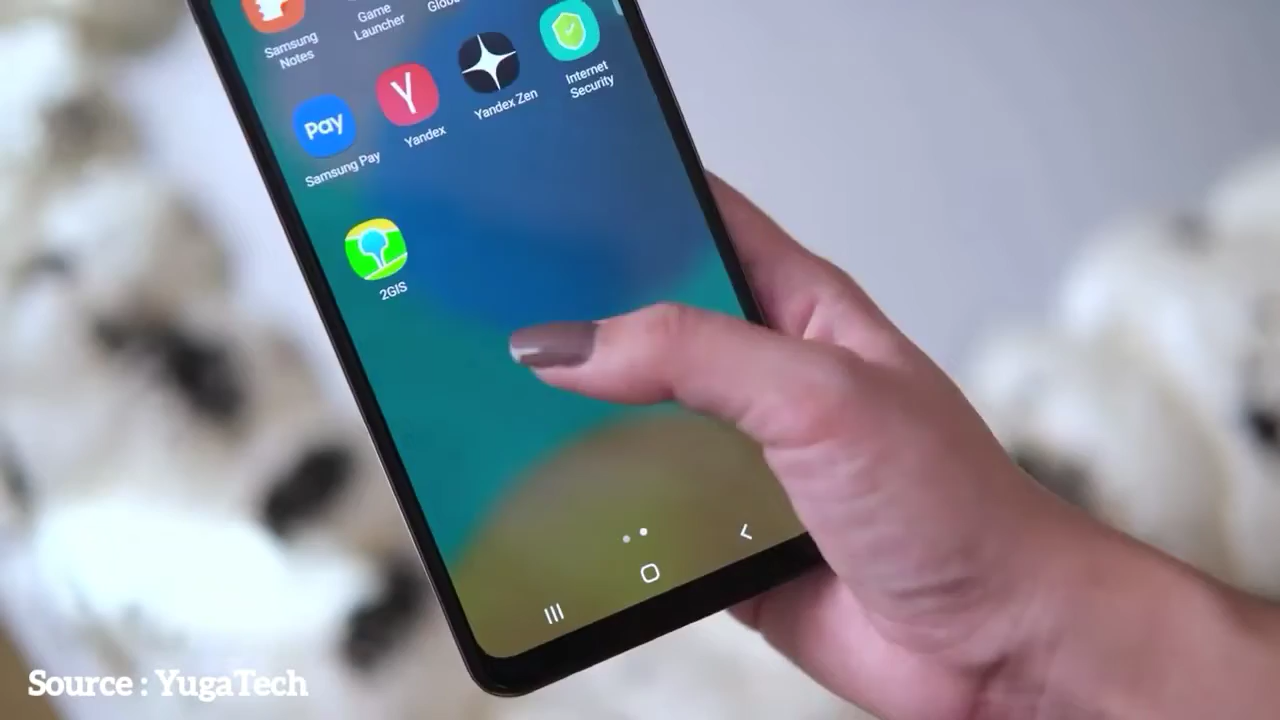 Samsung
Notes
Game
Launcher
pay
Samsung Pay
Y
Yandex
Yandex Zen
Internet
Security
2GIS
Source : YugaTech